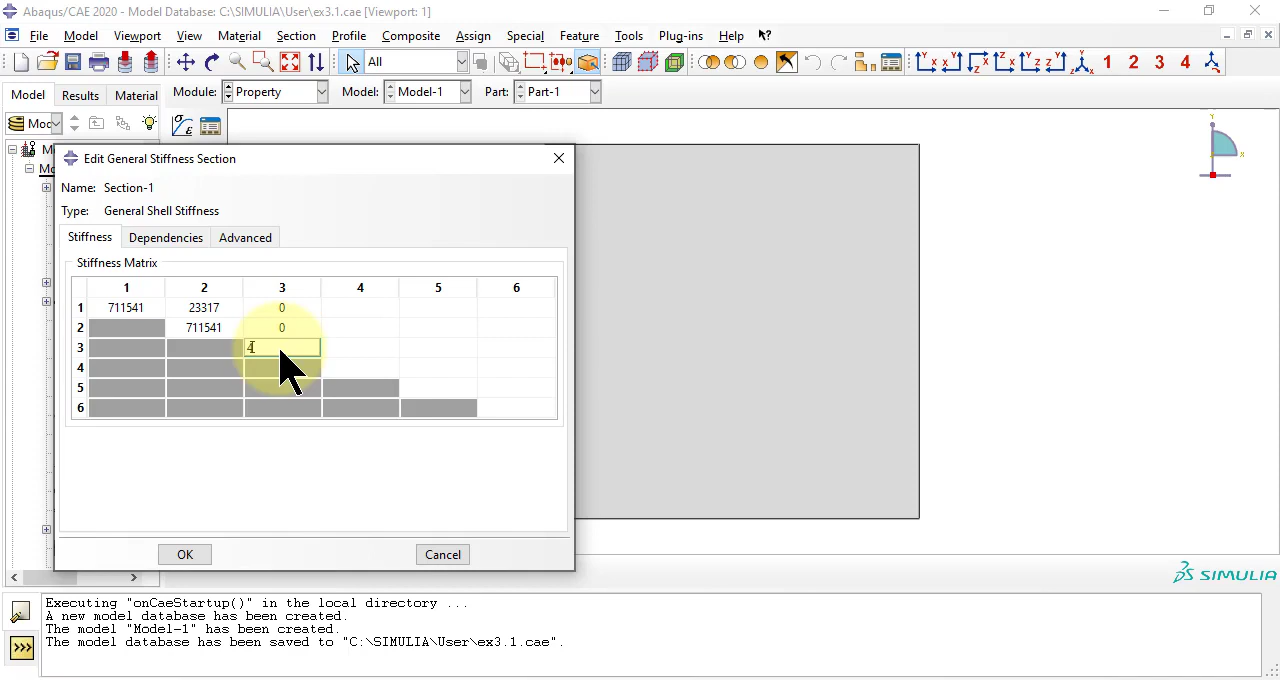 Abaqus/CAE 2020 - Model Database: C:\SIMULIA\User\ex3.1.cae [Viewport: 1]
File Model Viewport View Material Section Profile Composite Assign Special Feature Tools Plug-ins Help
All
1 2 3 4
Model Results Material Module: Property Model: Model-1 Part: Part-1
Edit General Stiffness Section
Name: Section-1
Type: General Shell Stiffness
Stiffness Dependencies Advanced
Stiffness Matrix
1 2 3 4 5 6
1 711541 23317 0
2 711541 0
3 4
4
5
6
OK Cancel
SIMULIA
Executing "onCaeStartup()" in the local directory ...
A new model database has been created.
The model "Model-1" has been created.
The model database has been saved to "C:\SIMULIA\User\ex3.1.cae".